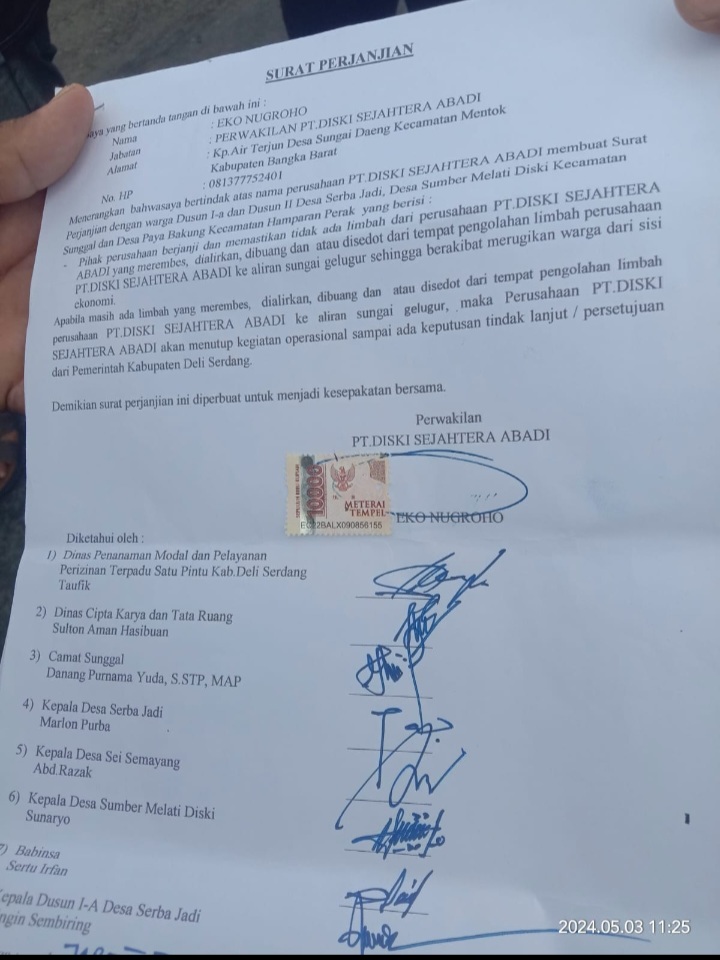 SURAT PERJANJIAN
aya yang bertanda tangan di bawah ini :
Nama : EKO NUGROHO
Jabatan : PERWAKILAN PT.DISKI SEJAHTERA ABADI
Alamat : Kp.Air Terjun Desa Sungai Daeng Kecamatan Mentok
Kabupaten Bangka Barat
No. HP : 081377752401
Menerangkan bahwasaya bertindak atas nama perusahaan PT.DISKI SEJAHTERA ABADI membuat Surat
Perjanjian dengan warga Dusun I-a dan Dusun II Desa Serba Jadi, Desa Sumber Melati Diski Kecamatan
Sunggal dan Desa Paya Bakung Kecamatan Hamparan Perak yang berisi :
- Pihak perusahaan berjanji dan memastikan tidak ada limbah dari perusahaan PT.DISKI SEJAHTERA
ABADI yang merembes, dialirkan, dibuang dan atau disedot dari tempat pengolahan limbah perusahaan
PT.DISKI SEJAHTERA ABADI ke aliran sungai gelugur sehingga berakibat merugikan warga dari sisi
ekonomi.
Apabila masih ada limbah yang merembes, dialirkan, dibuang dan atau disedot dari tempat pengolahan limbah
perusahaan PT.DISKI SEJAHTERA ABADI ke aliran sungai gelugur, maka Perusahaan PT.DISKI
SEJAHTERA ABADI akan menutup kegiatan operasional sampai ada keputusan tindak lanjut / persetujuan
dari Pemerintah Kabupaten Deli Serdang.
Demikian surat perjanjian ini diperbuat untuk menjadi kesepakatan bersama.
Perwakilan
PT.DISKI SEJAHTERA ABADI
10000
METERAI
TEMPEL
EC22BALX090856155
EKO NUGROHO
Diketahui oleh :
1) Dinas Penanaman Modal dan Pelayanan
Perizinan Terpadu Satu Pintu Kab.Deli Serdang
Taufik
2) Dinas Cipta Karya dan Tata Ruang
Sulton Aman Hasibuan
3) Camat Sunggal
Danang Purnama Yuda, S.STP, MAP
4) Kepala Desa Serba Jadi
Marlon Purba
5) Kepala Desa Sei Semayang
Abd.Razak
6) Kepala Desa Sumber Melati Diski
Sunaryo
7) Babinsa
Sertu Irfan
epala Dusun I-A Desa Serba Jadi
ngin Sembiring
2024.05.03 11:25